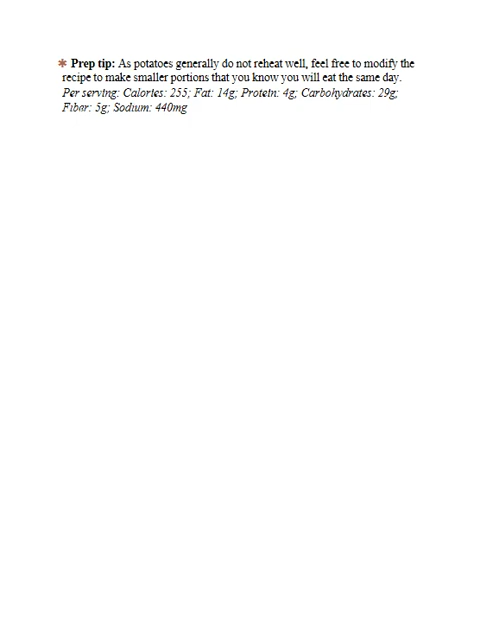 ✱ Prep tip: As potatoes generally do not reheat well, feel free to modify the
recipe to make smaller portions that you know you will eat the same day.
Per serving: Calories: 255; Fat: 14g; Protein: 4g; Carbohydrates: 29g;
Fiber: 5g; Sodium: 440mg